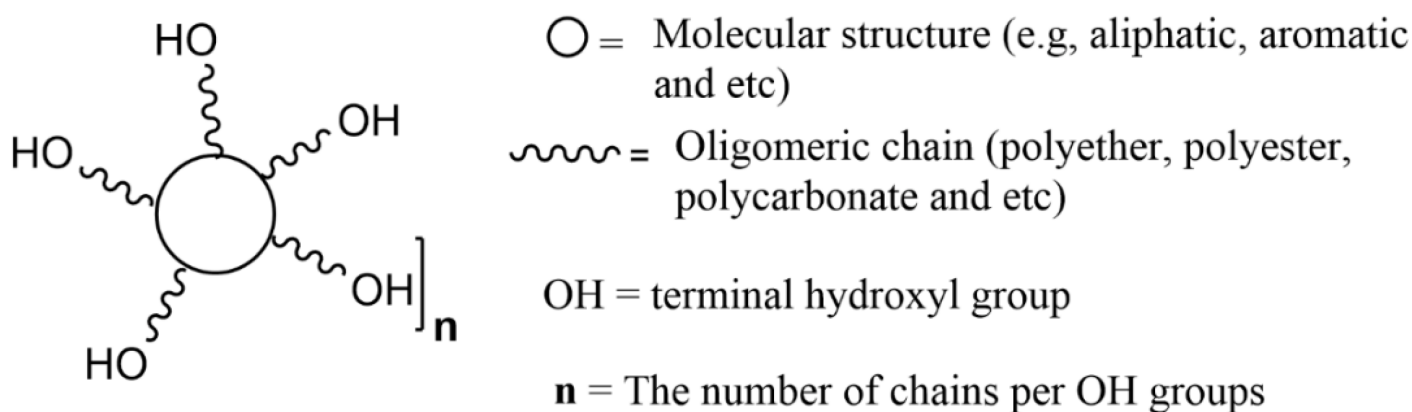 HO
OH
HO
OH
n
HO
= Molecular structure (e.g, aliphatic, aromatic
and etc)
= Oligomeric chain (polyether, polyester,
polycarbonate and etc)
OH = terminal hydroxyl group
n = The number of chains per OH groups